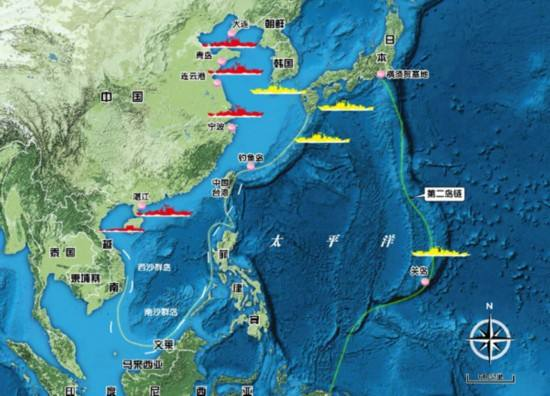 大连
朝鲜
日本
青岛
韩国
连云港
横须贺基地
中国
宁波
钓鱼岛
中国
台湾
第二岛链
湛江
太平洋
泰国
越南
西沙群岛
菲律宾
柬埔寨
关岛
南沙群岛
N
文莱
马来西亚
印度尼西亚